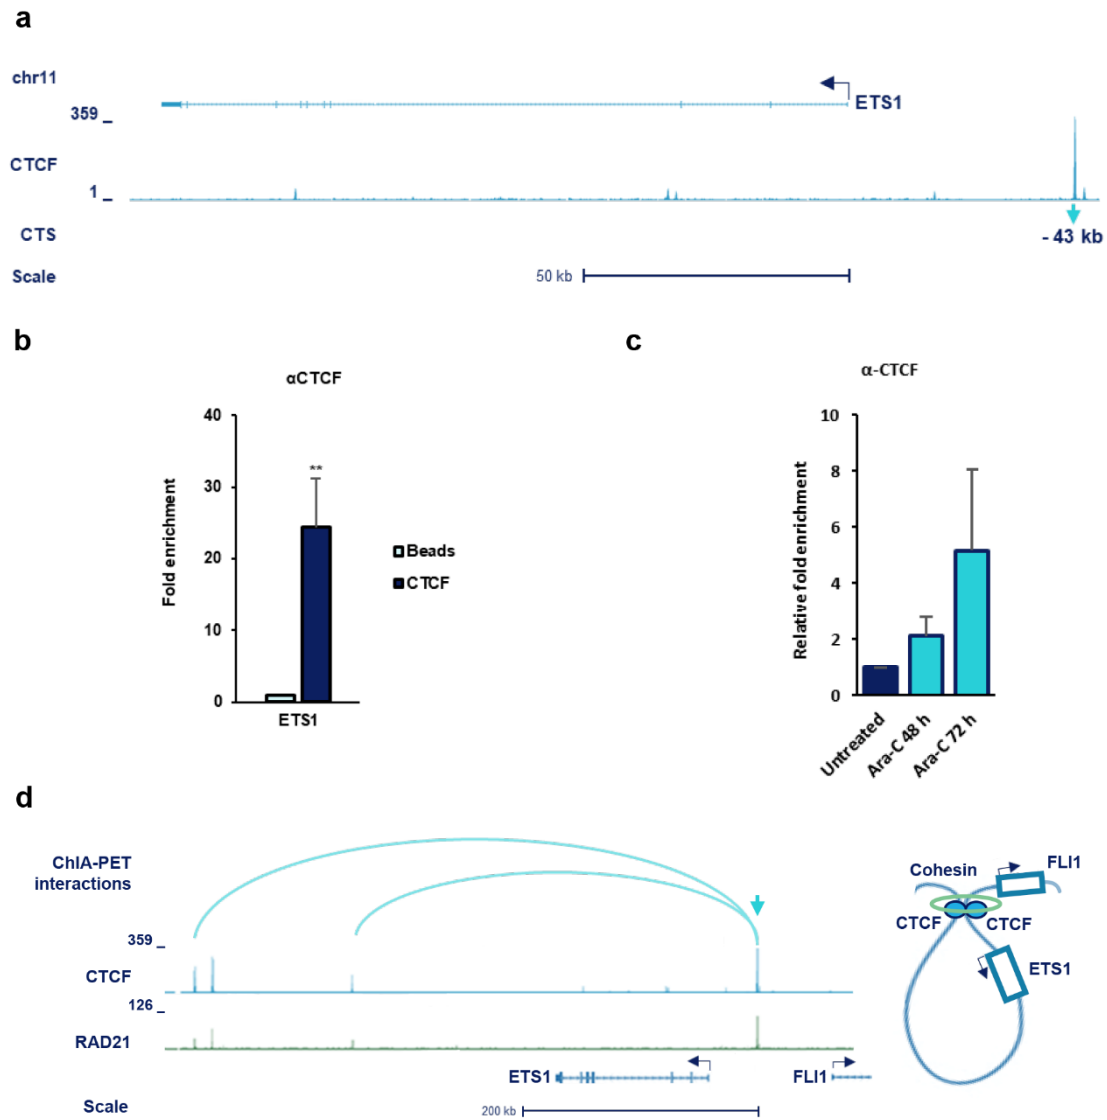 a
chr11
ETS1
359
CTCF
1
CTS
- 43 kb
Scale
50 kb
b
αCTCF
40
30
20
10
0
Fold enrichment
**
Beads
CTCF
ETS1
c
α-CTCF
10
8
6
4
2
0
Relative fold enrichment
Untreated
Ara-C 48 h
Ara-C 72 h
d
ChIA-PET
interactions
359
CTCF
126
RAD21
ETS1
FLI1
Scale
200 kb
Cohesin
FLI1
CTCF
CTCF
ETS1